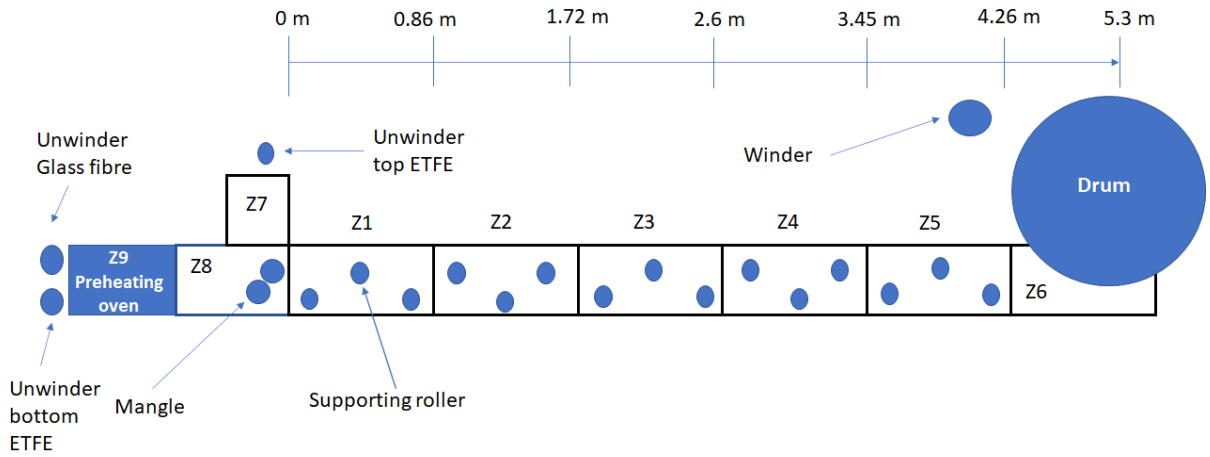 0 m
0.86 m
1.72 m
2.6 m
3.45 m
4.26 m
5.3 m
Unwinder
Glass fibre
Unwinder
top ETFE
Winder
Drum
Z7
Z1
Z2
Z3
Z4
Z5
Z9
Preheating
oven
Z8
Z6
Unwinder
bottom
ETFE
Mangle
Supporting roller